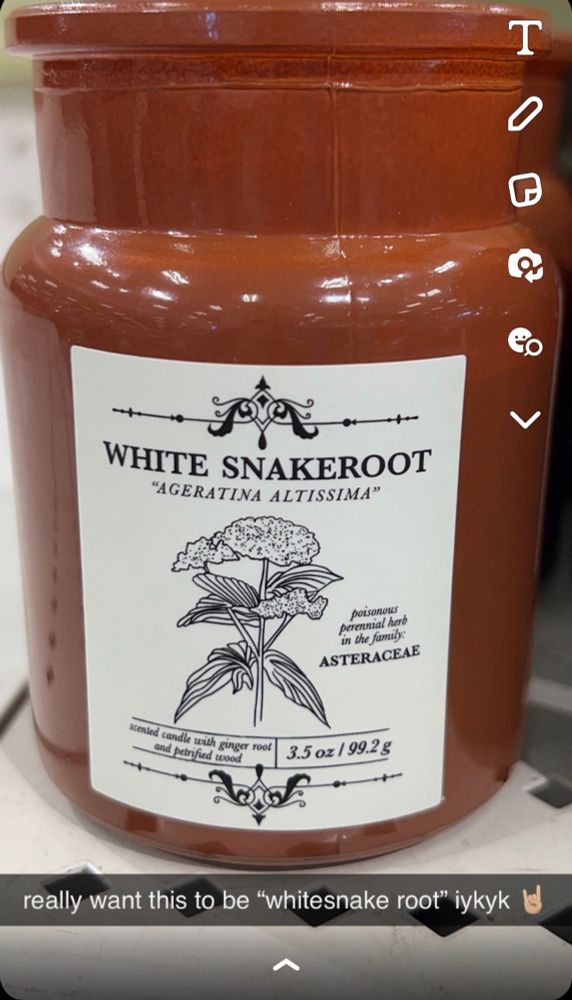 T
WHITE SNAKEROOT
“AGERATINA ALTISSIMA”
poisonous
perennial herb
in the family:
ASTERACEAE
scented candle with ginger root
and petrified wood
3.5 oz / 99.2 g
really want this to be “whitesnake root” iykyk 🤘🏼